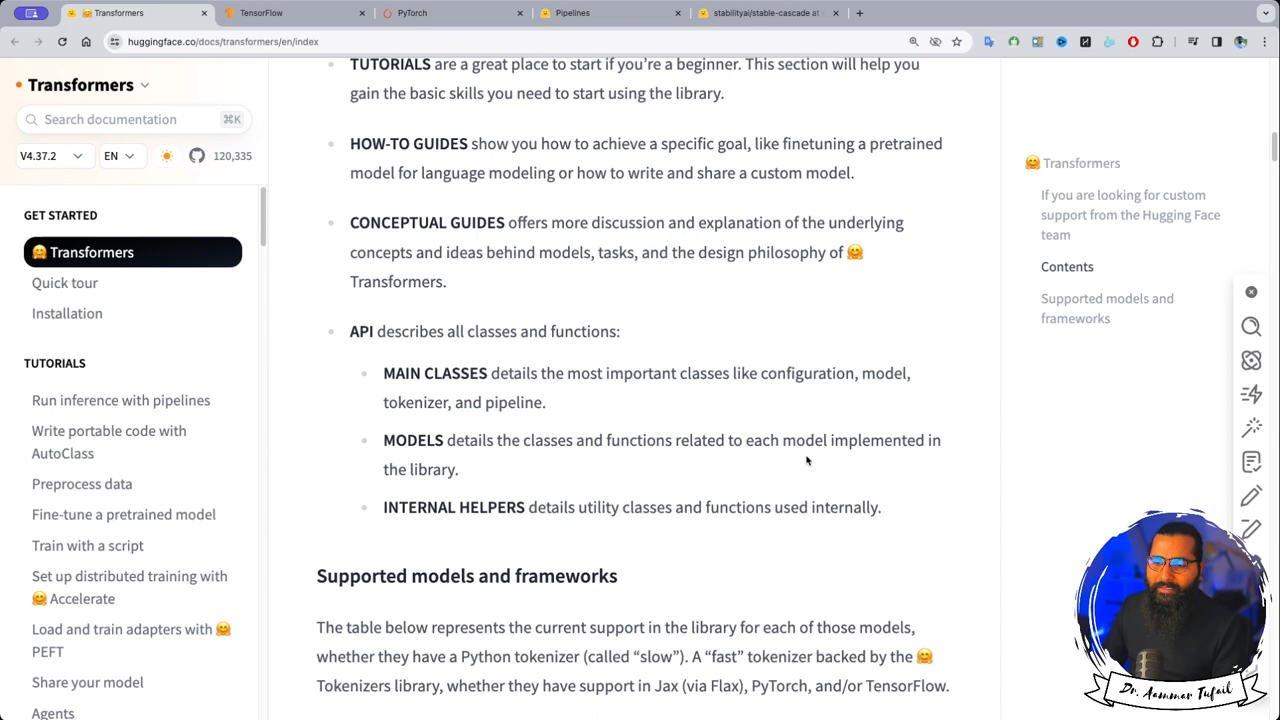 Transformers
TensorFlow
PyTorch
Pipelines
stabilityai/stable-cascade at
huggingface.co/docs/transformers/en/index
Transformers
Search documentation
⌘K
V4.37.2
EN
120,335
GET STARTED
🤗 Transformers
Quick tour
Installation
TUTORIALS
Run inference with pipelines
Write portable code with
AutoClass
Preprocess data
Fine-tune a pretrained model
Train with a script
Set up distributed training with
🤗 Accelerate
Load and train adapters with 🤗
PEFT
Share your model
Agents
TUTORIALS are a great place to start if you’re a beginner. This section will help you
gain the basic skills you need to start using the library.
HOW-TO GUIDES show you how to achieve a specific goal, like finetuning a pretrained
model for language modeling or how to write and share a custom model.
CONCEPTUAL GUIDES offers more discussion and explanation of the underlying
concepts and ideas behind models, tasks, and the design philosophy of 🤗
Transformers.
API describes all classes and functions:
MAIN CLASSES details the most important classes like configuration, model,
tokenizer, and pipeline.
MODELS details the classes and functions related to each model implemented in
the library.
INTERNAL HELPERS details utility classes and functions used internally.
Supported models and frameworks
The table below represents the current support in the library for each of those models,
whether they have a Python tokenizer (called “slow”). A “fast” tokenizer backed by the 🤗
Tokenizers library, whether they have support in Jax (via Flax), PyTorch, and/or TensorFlow.
🤗 Transformers
If you are looking for custom
support from the Hugging Face
team
Contents
Supported models and
frameworks
Dr. Aammar Tufail